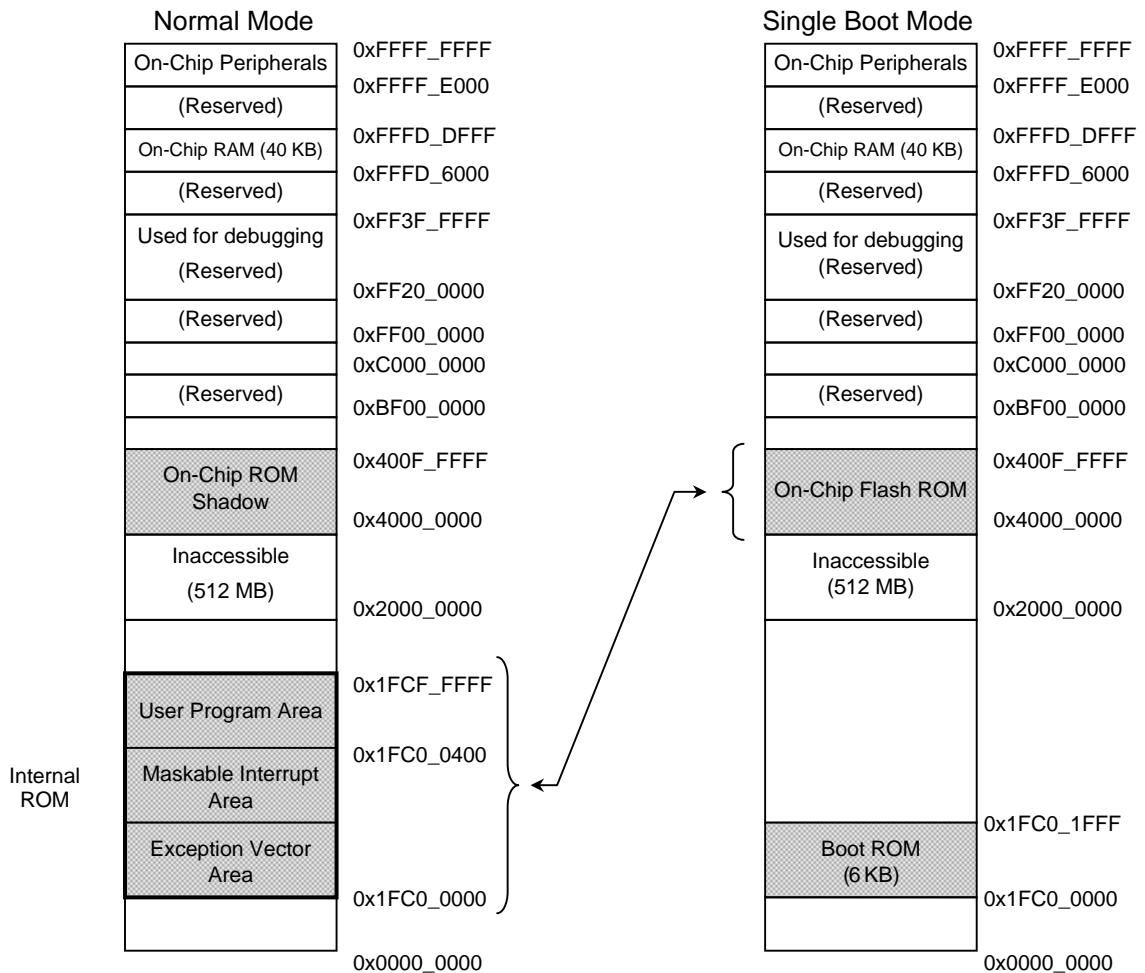 Normal Mode
On-Chip Peripherals
0xFFFF_FFFF
0xFFFF_E000
(Reserved)
0xFFFD_DFFF
On-Chip RAM (40 KB)
0xFFFD_6000
(Reserved)
0xFF3F_FFFF
Used for debugging
(Reserved)
0xFF20_0000
(Reserved)
0xFF00_0000
0xC000_0000
(Reserved)
0xBF00_0000
0x400F_FFFF
On-Chip ROM
Shadow
0x4000_0000
Inaccessible
(512 MB)
0x2000_0000
0x1FCF_FFFF
User Program Area
0x1FC0_0400
Internal
ROM
Maskable Interrupt
Area
Exception Vector
Area
0x1FC0_0000
0x0000_0000
Single Boot Mode
On-Chip Peripherals
0xFFFF_FFFF
0xFFFF_E000
(Reserved)
0xFFFD_DFFF
On-Chip RAM (40 KB)
0xFFFD_6000
(Reserved)
0xFF3F_FFFF
Used for debugging
(Reserved)
0xFF20_0000
(Reserved)
0xFF00_0000
0xC000_0000
(Reserved)
0xBF00_0000
0x400F_FFFF
On-Chip Flash ROM
0x4000_0000
Inaccessible
(512 MB)
0x2000_0000
0x1FC0_1FFF
Boot ROM
(6 KB)
0x1FC0_0000
0x0000_0000